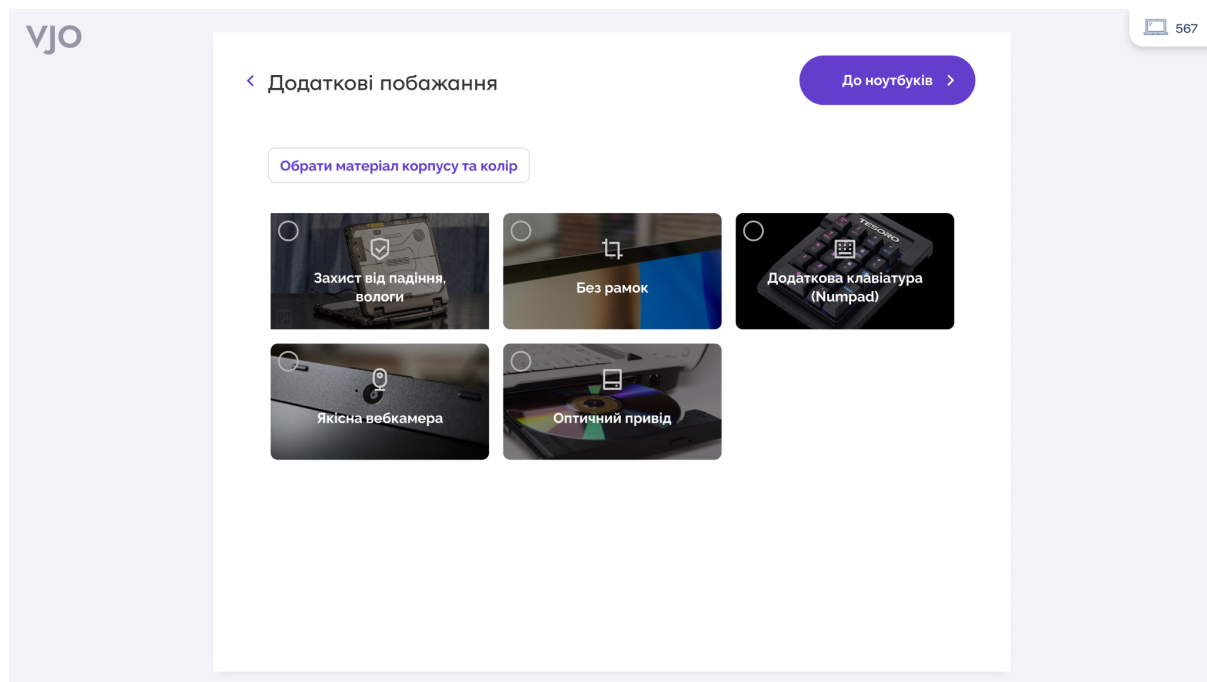 VJO
567
Додаткові побажання
До ноутбуків
Обрати матеріал корпусу та колір
Захист від падіння,
вологи
Без рамок
TESORO
Додаткова клавіатура
(Numpad)
Якісна вебкамера
Оптичний привід